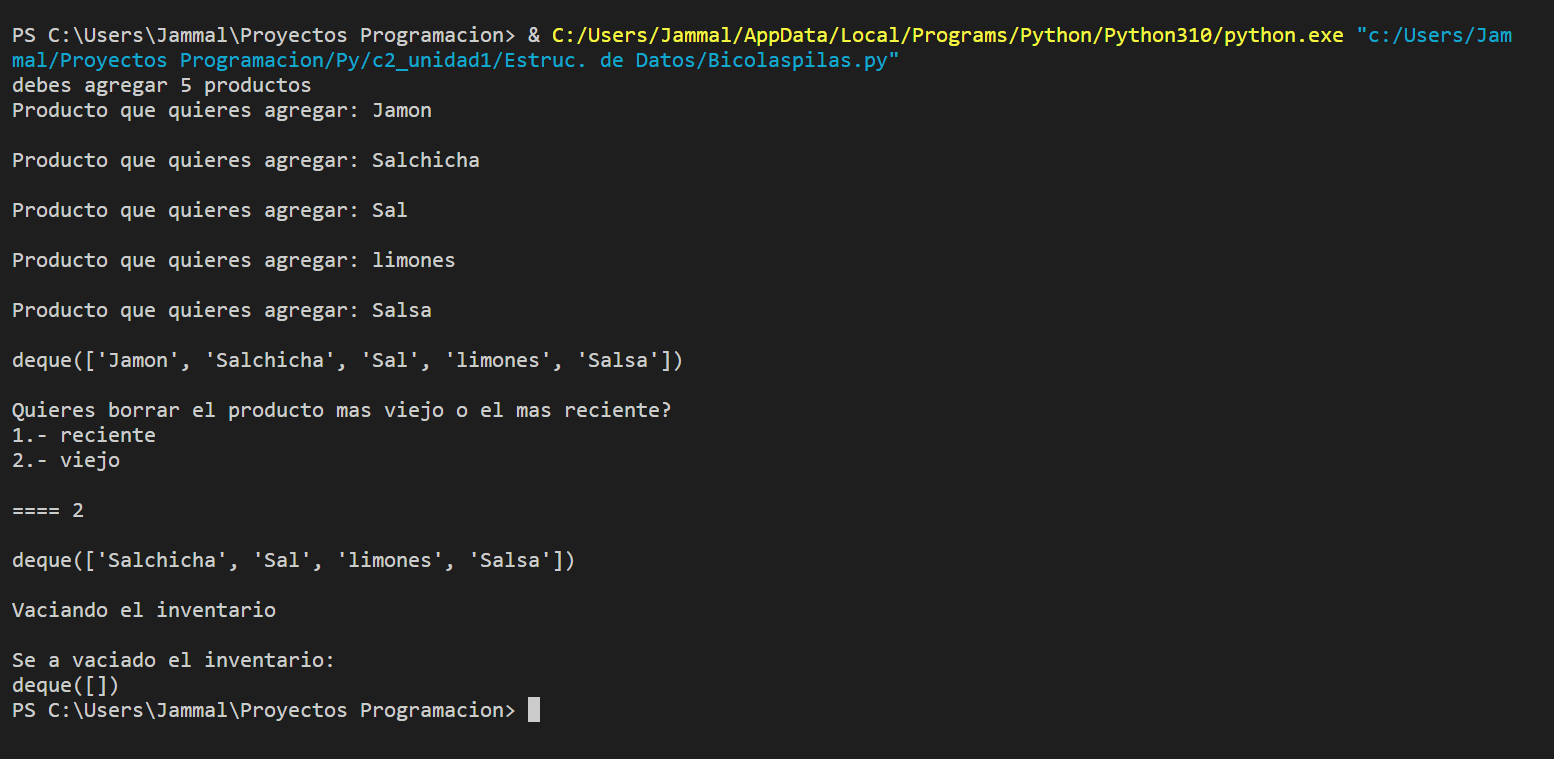 PS C:\Users\Jammal\Proyectos Programacion> & C:/Users/Jammal/AppData/Local/Programs/Python/Python310/python.exe "c:/Users/Jam
mal/Proyectos Programacion/Py/c2_unidad1/Estruc. de Datos/Bicolaspilas.py"
debes agregar 5 productos
Producto que quieres agregar: Jamon
Producto que quieres agregar: Salchicha
Producto que quieres agregar: Sal
Producto que quieres agregar: limones
Producto que quieres agregar: Salsa
deque(['Jamon', 'Salchicha', 'Sal', 'limones', 'Salsa'])
Quieres borrar el producto mas viejo o el mas reciente?
1.- reciente
2.- viejo
==== 2
deque(['Salchicha', 'Sal', 'limones', 'Salsa'])
Vaciando el inventario
Se a vaciado el inventario:
deque([])
PS C:\Users\Jammal\Proyectos Programacion>